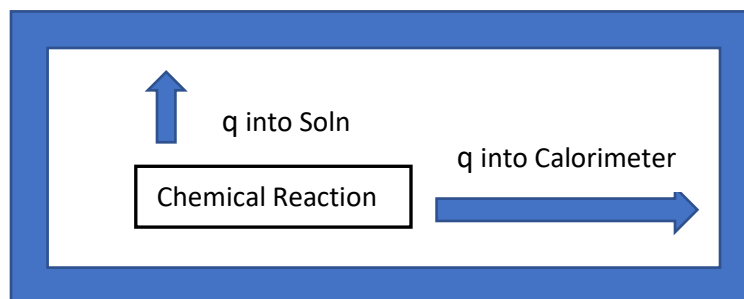 q into Soln
q into Calorimeter
Chemical Reaction